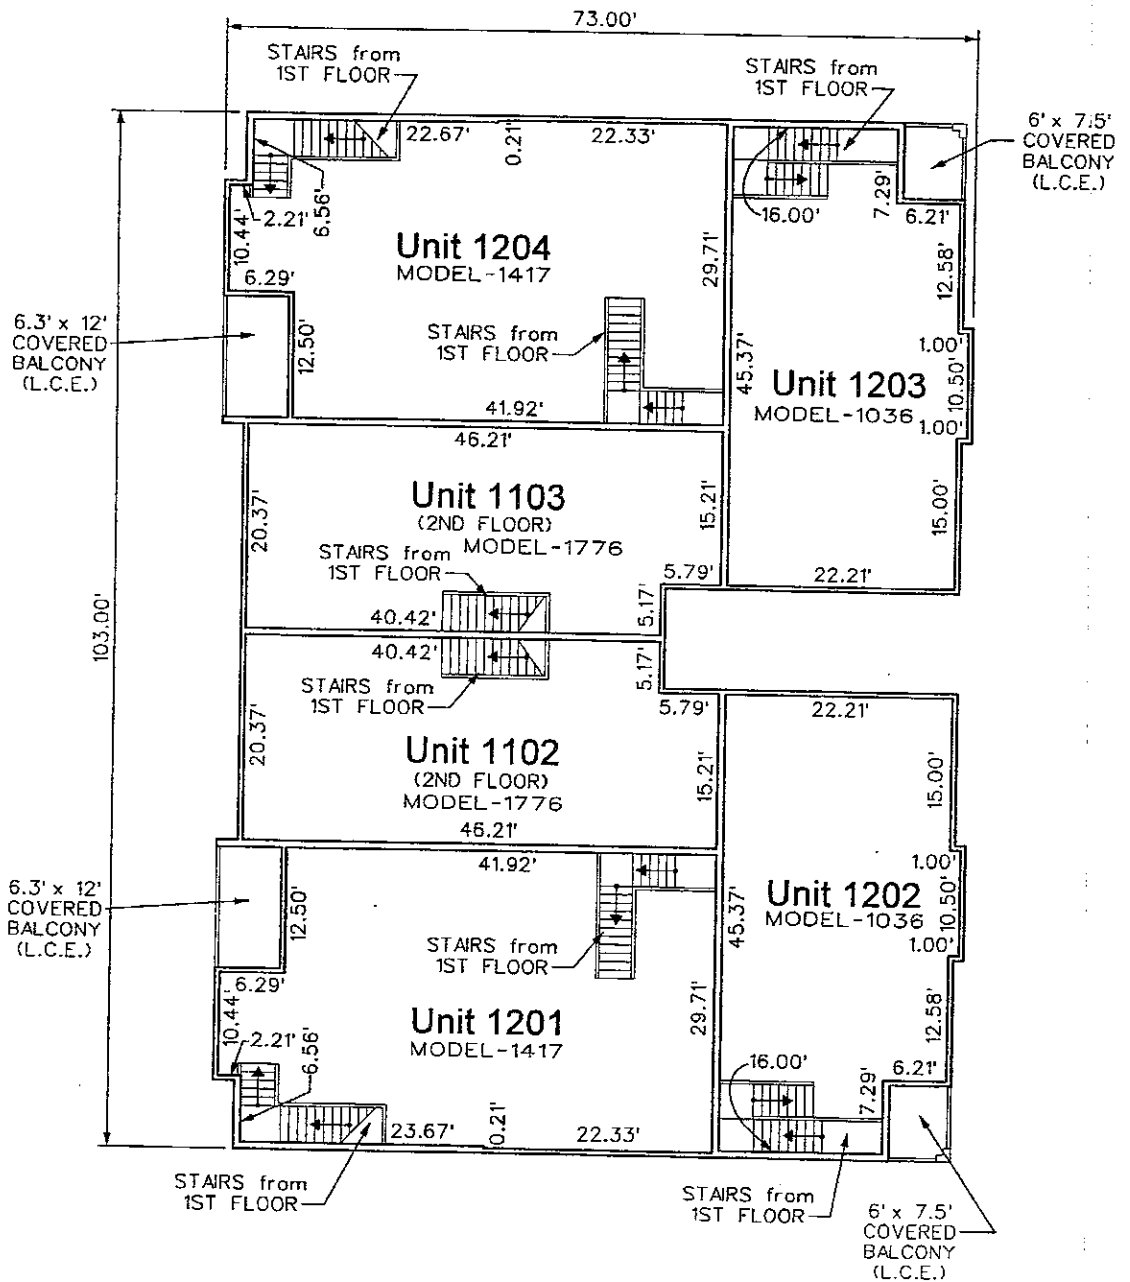 73.00'
STAIRS from
1ST FLOOR
STAIRS from
1ST FLOOR
6' x 7.5'
COVERED
BALCONY
(L.C.E.)
22.67'
0.21'
22.33'
16.00'
7.29'
6.21'
2.21'
6.56'
10.44'
6.29'
Unit 1204
MODEL-1417
29.71'
12.58'
6.3' x 12'
COVERED
BALCONY
(L.C.E.)
12.50'
STAIRS from
1ST FLOOR
45.37'
1.00'
Unit 1203
MODEL-1036
10.50'
1.00'
41.92'
46.21'
Unit 1103
(2ND FLOOR)
MODEL-1776
20.37'
15.21'
15.00'
STAIRS from
1ST FLOOR
5.79'
22.21'
40.42'
5.17'
103.00'
40.42'
5.17'
STAIRS from
1ST FLOOR
5.79'
22.21'
20.37'
Unit 1102
(2ND FLOOR)
MODEL-1776
15.21'
15.00'
46.21'
41.92'
1.00'
6.3' x 12'
COVERED
BALCONY
(L.C.E.)
12.50'
45.37'
Unit 1202
MODEL-1036
10.50'
1.00'
STAIRS from
1ST FLOOR
6.29'
10.44
Unit 1201
MODEL-1417
29.71'
12.58'
2.21'
6.56'
16.00'
7.29'
6.21'
23.67'
0.21'
22.33'
STAIRS from
1ST FLOOR
STAIRS from
1ST FLOOR
6' x 7.5'
COVERED
BALCONY
(L.C.E.)